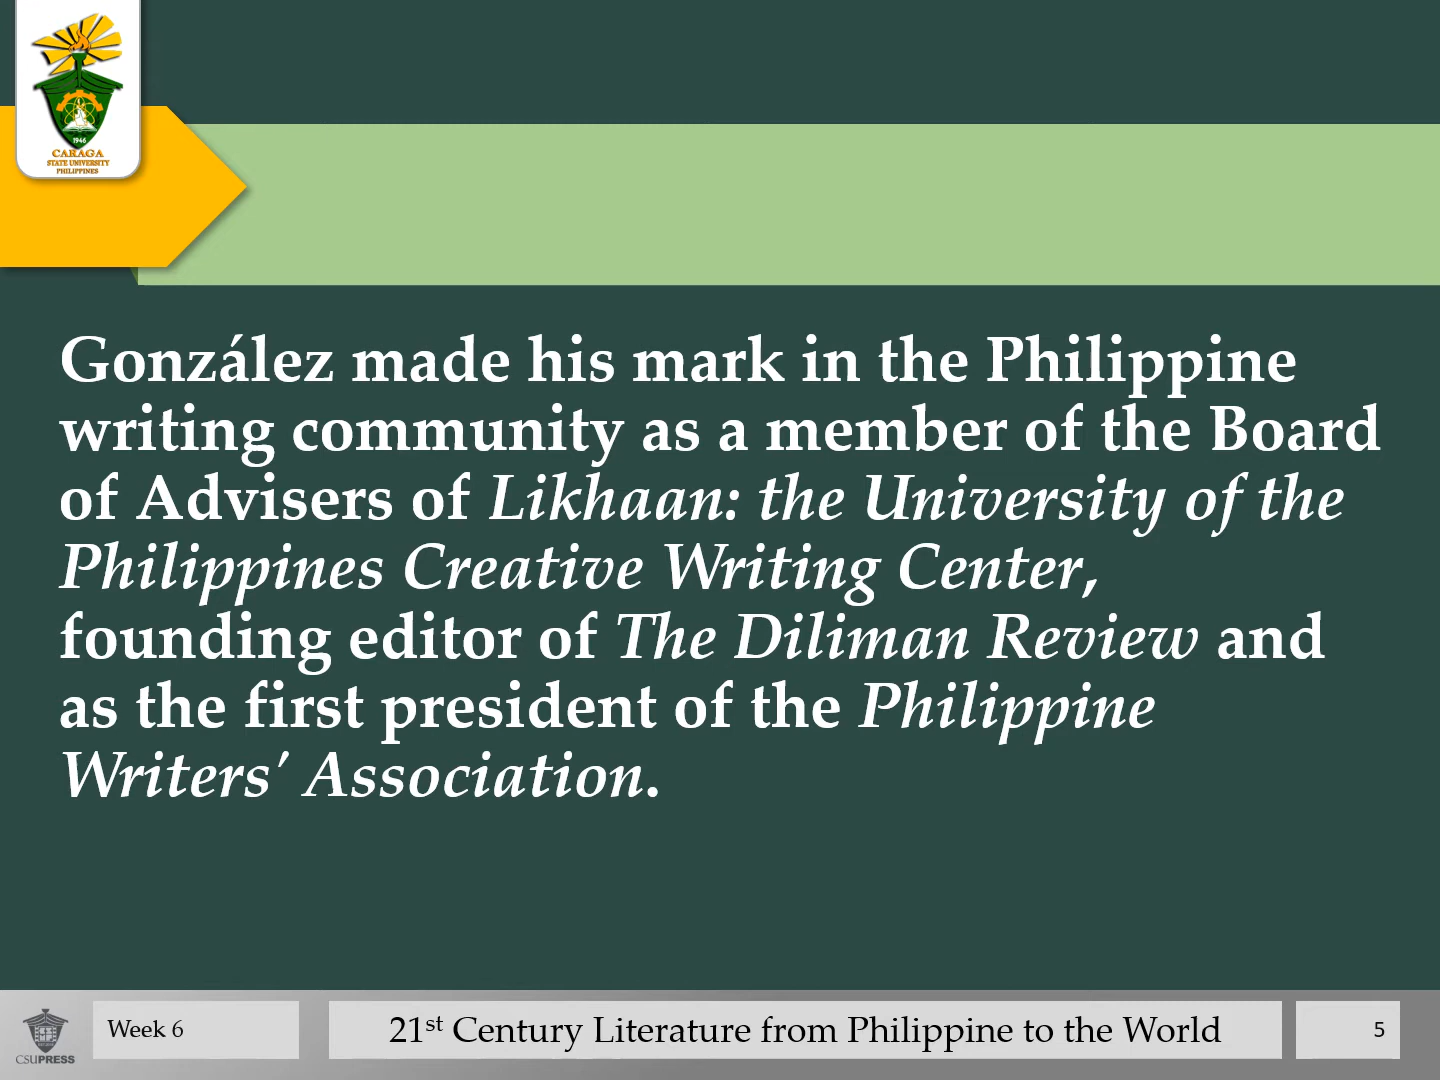 1946
CARAGA
STATE UNIVERSITY
PHILIPPINES
González made his mark in the Philippine
writing community as a member of the Board
of Advisers of Likhaan: the University of the
Philippines Creative Writing Center,
founding editor of The Diliman Review and
as the first president of the Philippine
Writers' Association.
CSUPRESS
Week 6
21st Century Literature from Philippine to the World
5